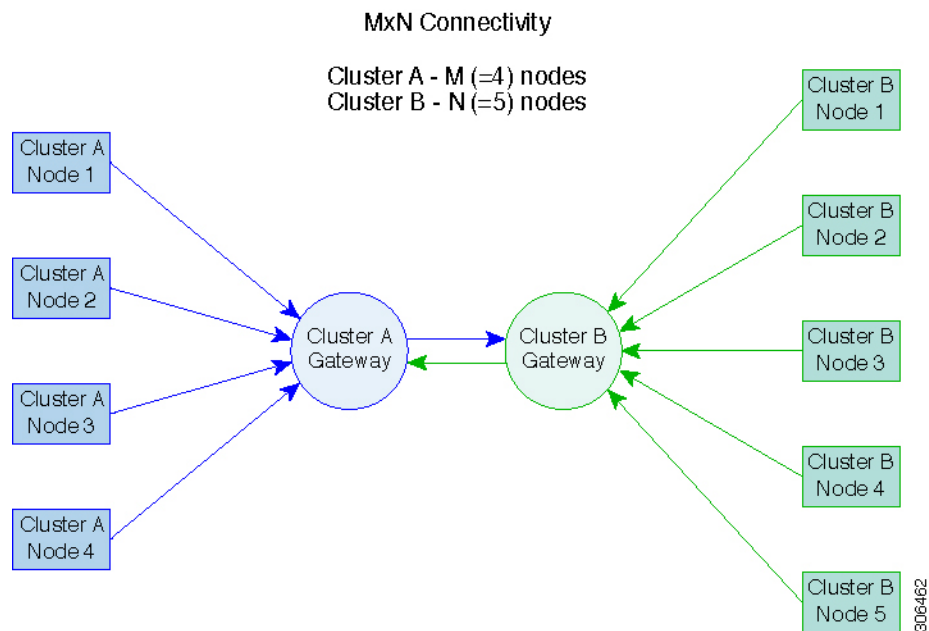 MxN Connectivity
Cluster A - M (=4) nodes
Cluster B - N (=5) nodes
Cluster A
Node 1
Cluster A
Node 2
Cluster A
Node 3
Cluster A
Node 4
Cluster A
Gateway
Cluster B
Gateway
Cluster B
Node 1
Cluster B
Node 2
Cluster B
Node 3
Cluster B
Node 4
Cluster B
Node 5
306462